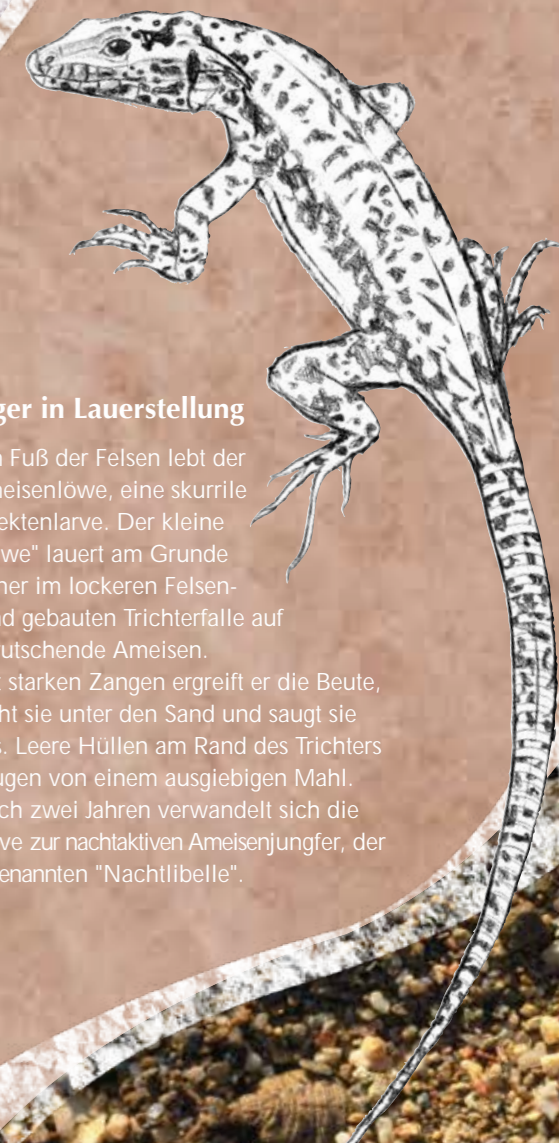 ger in Lauerstellung
Fuß der Felsen lebt der
eisenlöwe, eine skurrile
ektenlarve. Der kleine
we" lauert am Grunde
er im lockeren Felsen-
d gebauten Trichterfalle auf
utschende Ameisen.
t starken Zangen ergreift er die Beute,
ht sie unter den Sand und saugt sie
s. Leere Hüllen am Rand des Trichters
ugen von einem ausgiebigen Mahl.
ch zwei Jahren verwandelt sich die
ve zur nachtaktiven Ameisenjungfer, der
enannten "Nachtlibelle".